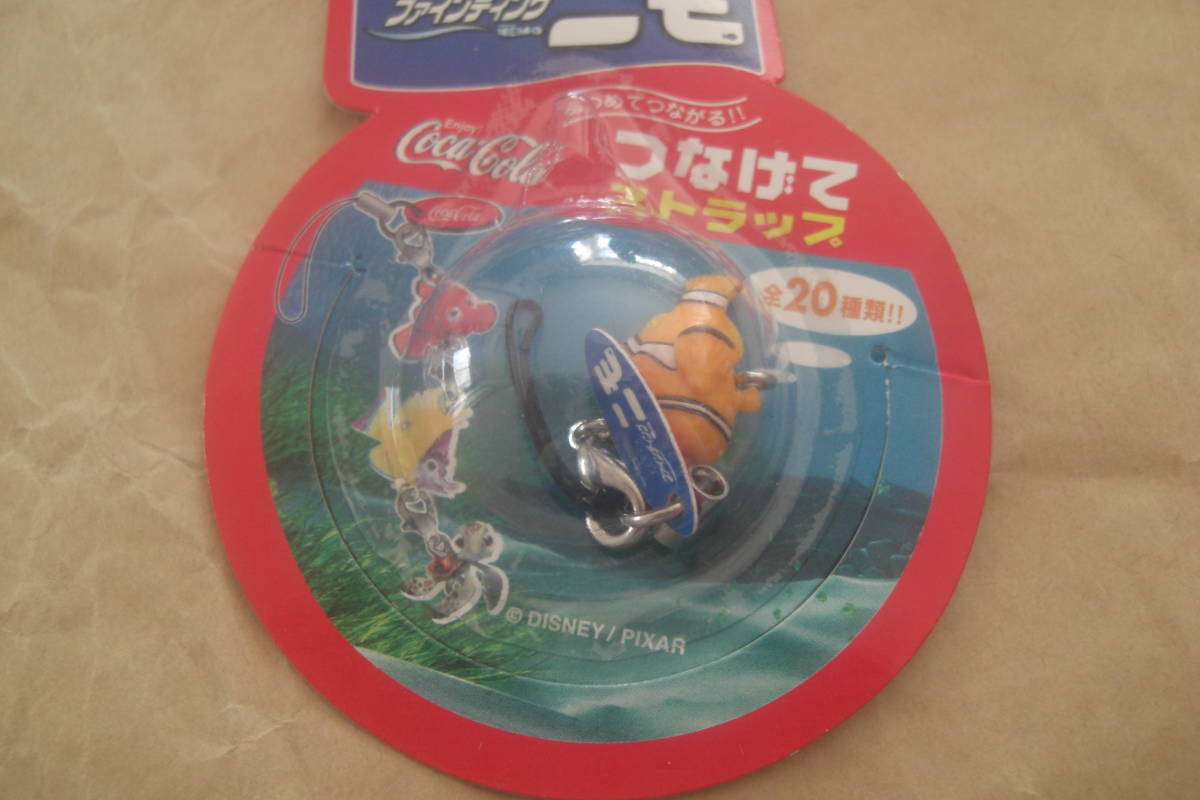 ファインディング
ニモ
つめてつながる!!
Enjoy
Coca-Cola
つなげて
ストラップ
Coca-Cola
全20種類!!
ニモ
© DISNEY / PIXAR